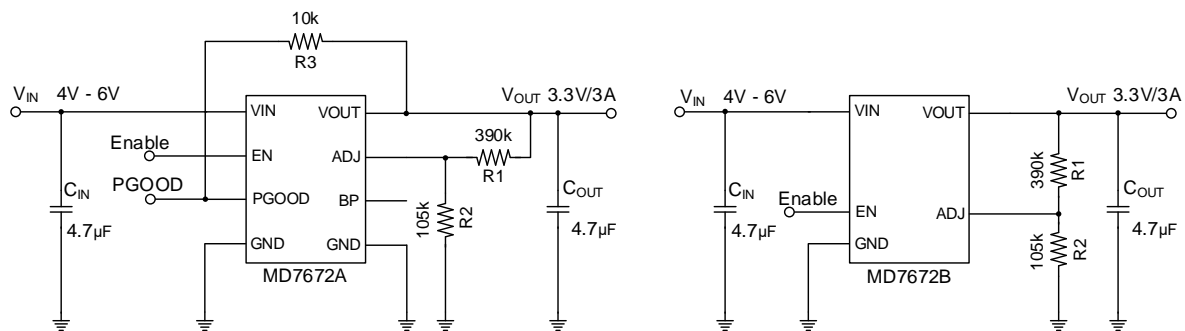 10k
R3
VIN 4V - 6V
VIN
VOUT
VOUT 3.3V/3A
390k
R1
Enable
EN
ADJ
PGOOD
PGOOD
BP
CIN
4.7µF
105k
R2
COUT
4.7µF
GND
GND
MD7672A
VIN 4V - 6V
VIN
VOUT
VOUT 3.3V/3A
390k
R1
CIN
4.7µF
Enable
EN
ADJ
COUT
4.7µF
GND
105k
R2
MD7672B